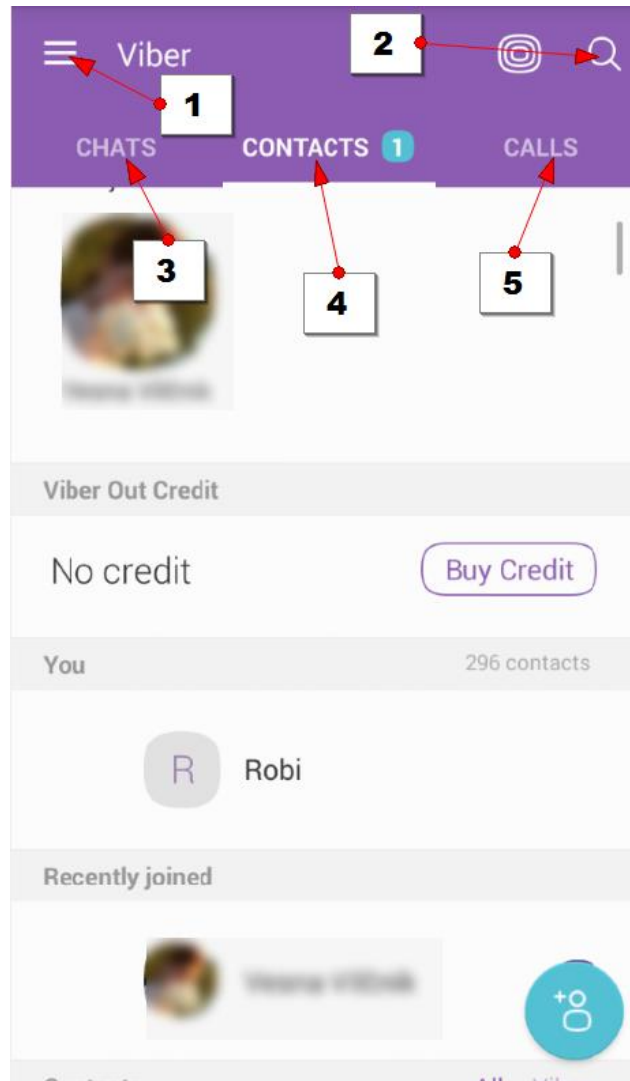 Viber
2
1
CHATS CONTACTS 1 CALLS
3
4
5
Viber Out Credit
No credit Buy Credit
You 296 contacts
R Robi
Recently joined